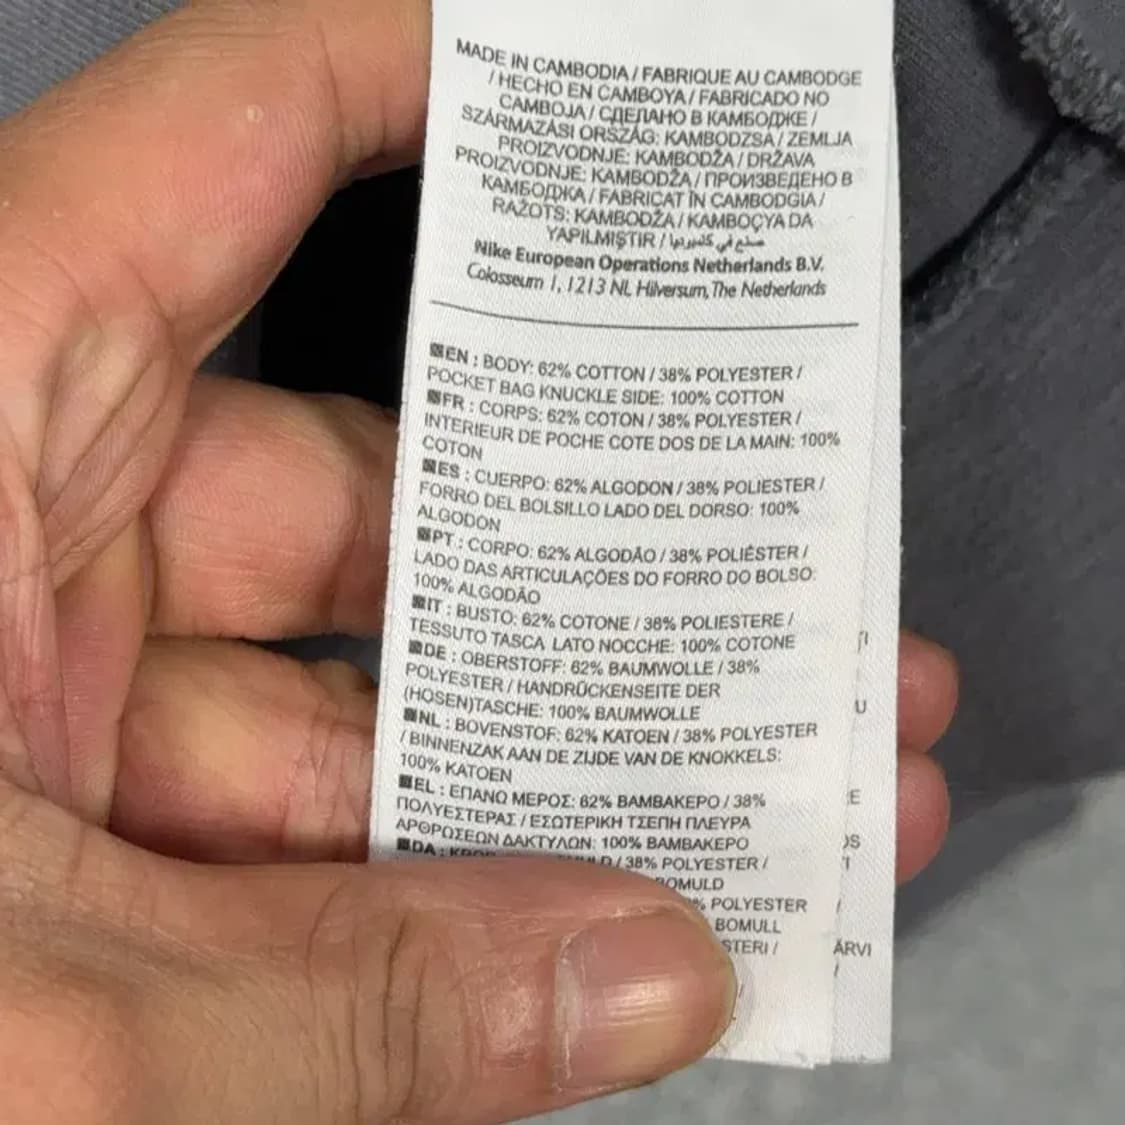 MADE IN CAMBODIA / FABRIQUE AU CAMBODGE
/ HECHO EN CAMBOYA / FABRICADO NO
CAMBOJA / СДЕЛАНО В КАМБОДЖЕ /
SZÁRMAZÁSI ORSZÁG: KAMBODZSA / ZEMLJA
PROIZVODNJE: KAMBODŽA / DRŽAVA
PROIZVODNJE: KAMBODŽA / ПРОИЗВЕДЕНО В
КАМБОДЖА / FABRICAT ÎN CAMBODGIA /
RAŽOTS: KAMBODŽA / KAMBOÇYA DA
YAPILMIŞTIR / صنع في كمبوديا
Nike European Operations Netherlands B.V.
Colosseum 1, 1213 NL Hilversum, The Netherlands
EN : BODY: 62% COTTON / 38% POLYESTER /
POCKET BAG KNUCKLE SIDE: 100% COTTON
FR : CORPS: 62% COTON / 38% POLYESTER /
INTERIEUR DE POCHE COTE DOS DE LA MAIN: 100%
COTON
ES : CUERPO: 62% ALGODON / 38% POLIESTER /
FORRO DEL BOLSILLO LADO DEL DORSO: 100%
ALGODON
PT : CORPO: 62% ALGODÃO / 38% POLIÉSTER /
LADO DAS ARTICULAÇÕES DO FORRO DO BOLSO:
100% ALGODÃO
IT : BUSTO: 62% COTONE / 38% POLIESTERE /
TESSUTO TASCA LATO NOCCHE: 100% COTONE
DE : OBERSTOFF: 62% BAUMWOLLE / 38%
POLYESTER / HANDRÜCKENSEITE DER
(HOSEN)TASCHE: 100% BAUMWOLLE
NL : BOVENSTOF: 62% KATOEN / 38% POLYESTER
/ BINNENZAK AAN DE ZIJDE VAN DE KNOKKELS:
100% KATOEN
EL : ΕΠΑΝΩ ΜΕΡΟΣ: 62% ΒΑΜΒΑΚΕΡΟ / 38%
ΠΟΛΥΕΣΤΕΡΑΣ / ΕΣΩΤΕΡΙΚΗ ΤΣΕΠΗ ΠΛΕΥΡΑ
ΑΡΘΡΩΣΕΩΝ ΔΑΚΤΥΛΩΝ: 100% ΒΑΜΒΑΚΕΡΟ
DA : / 38% POLYESTER /
% POLYESTER
BOMULL